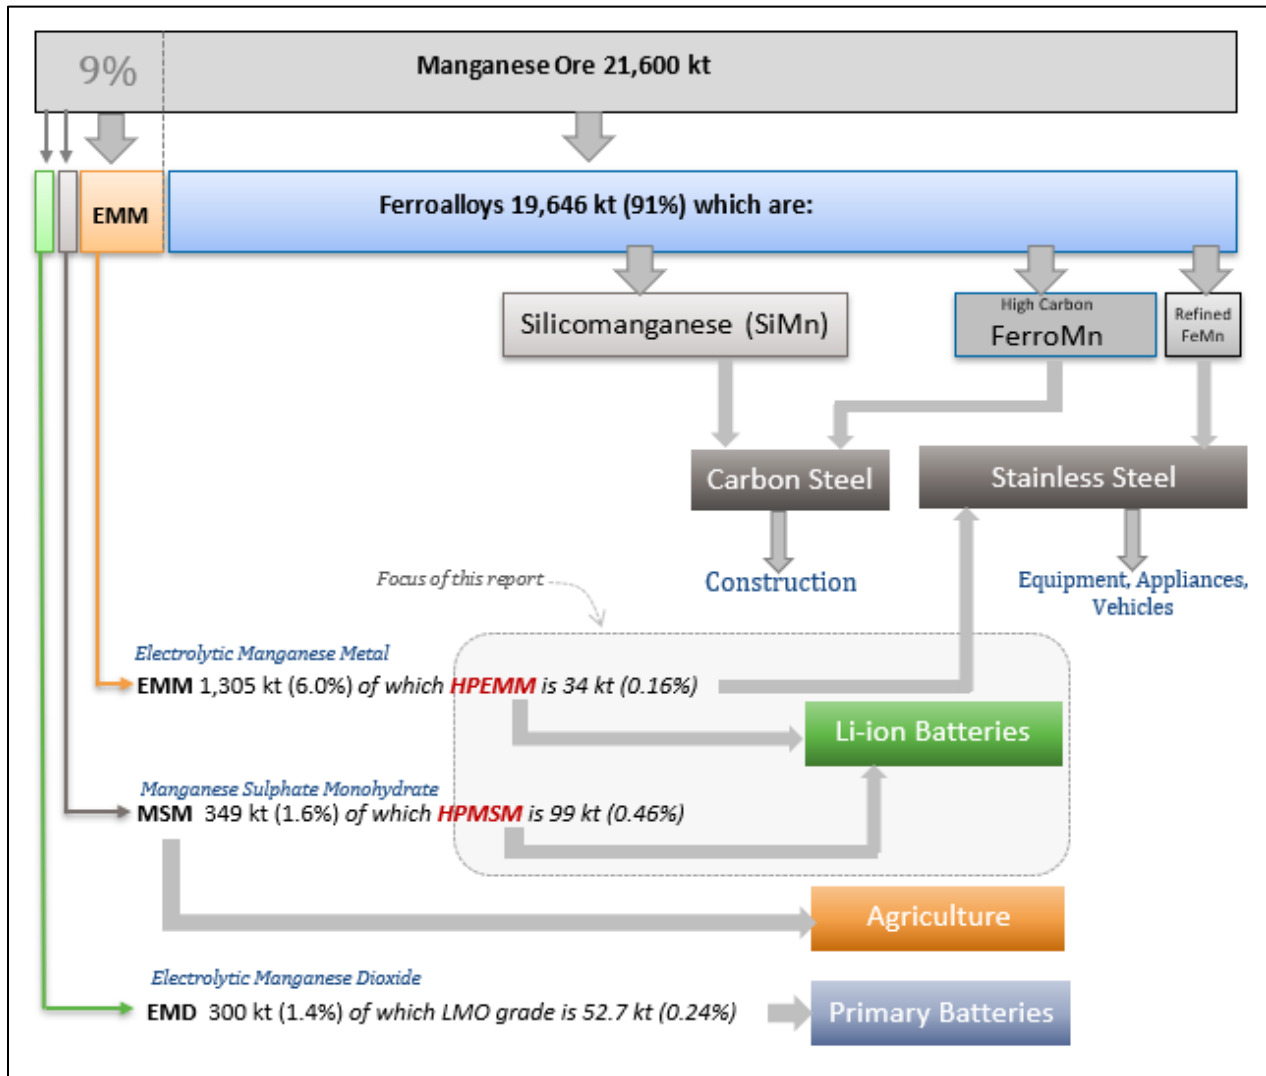 9%
Manganese Ore 21,600 kt
EMM
Ferroalloys 19,646 kt (91%) which are:
Silicomanganese (SiMn)
High Carbon
FerroMn
Refined
FeMn
Carbon Steel
Stainless Steel
Focus of this report
Construction
Equipment, Appliances,
Vehicles
Electrolytic Manganese Metal
EMM 1,305 kt (6.0%) of which HPEMM is 34 kt (0.16%)
Li-ion Batteries
Manganese Sulphate Monohydrate
MSM 349 kt (1.6%) of which HPMSM is 99 kt (0.46%)
Agriculture
Electrolytic Manganese Dioxide
EMD 300 kt (1.4%) of which LMO grade is 52.7 kt (0.24%)
Primary Batteries